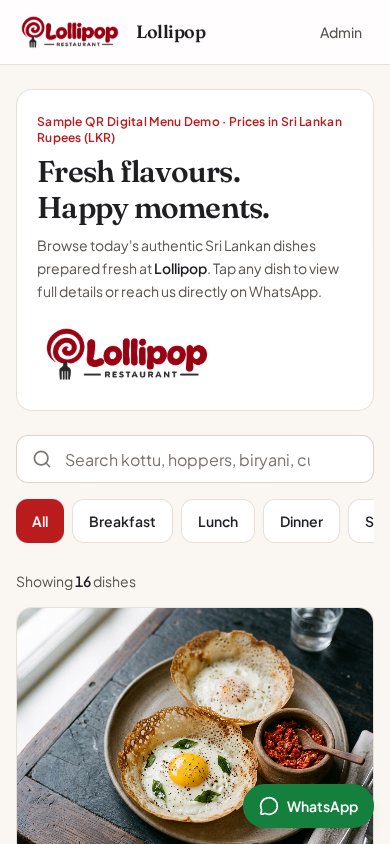 Lollipop
RESTAURANT
Lollipop
Admin
Sample QR Digital Menu Demo · Prices in Sri Lankan
Rupees (LKR)
Fresh flavours.
Happy moments.
Browse today's authentic Sri Lankan dishes
prepared fresh at Lollipop. Tap any dish to view
full details or reach us directly on WhatsApp.
Lollipop
RESTAURANT
Search kottu, hoppers, biryani,
All
Breakfast
Lunch
Dinner
Showing 16 dishes
WhatsApp